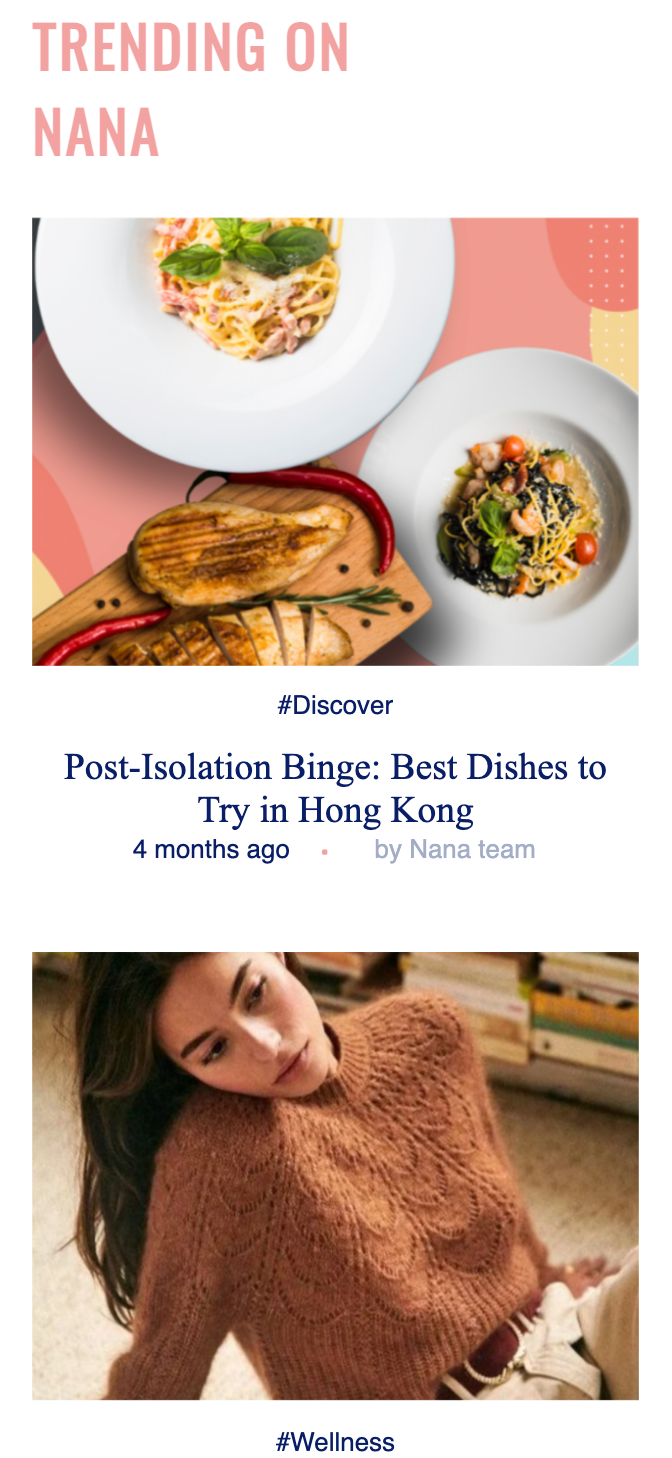 TRENDING ON
NANA
#Discover
Post-Isolation Binge: Best Dishes to
Try in Hong Kong
4 months ago • by Nana team
#Wellness